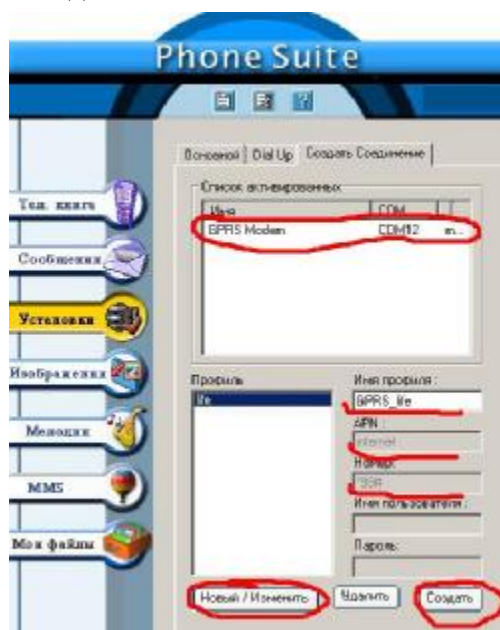 Phone Suite
Основной Dial Up Создать Соединение
Список активированных
Имя COM
GPRS Modem COM12 m...
Тел. книга
Сообщения
Установки
Изображения
Мелодии
MMS
Мои файлы
Профиль
life
Имя профиля :
GPRS_life
APN :
internet
Номер:
*99#
Имя пользователя :
Пароль:
Новый / Изменить Удалить Создать